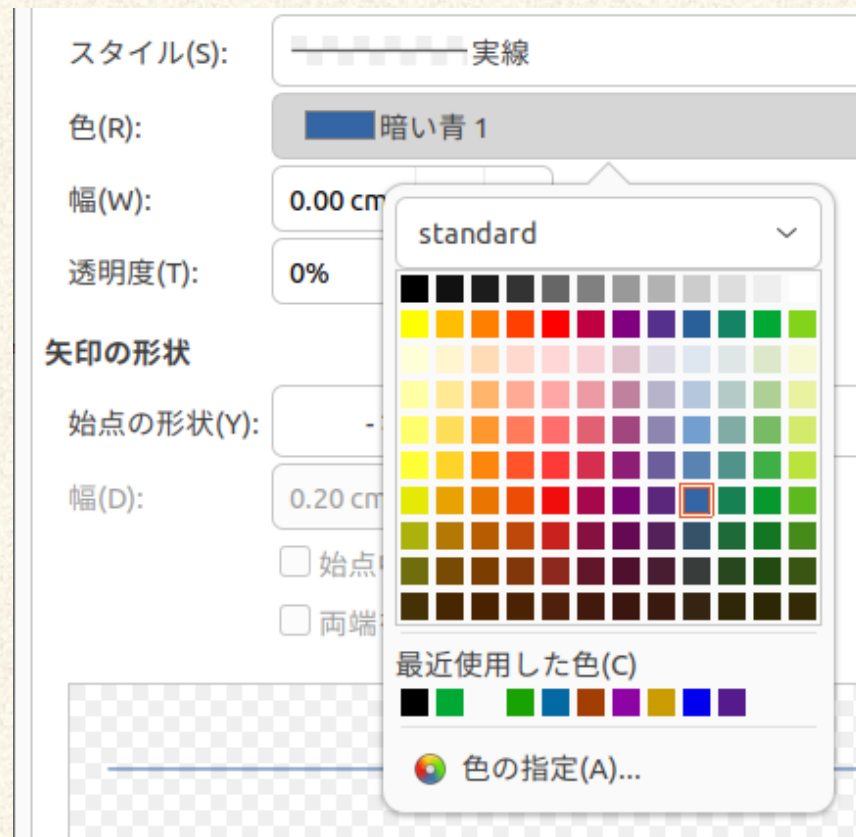 スタイル(S):
実線
色(R):
暗い青 1
幅(W):
0.00 cm
standard
透明度(T):
0%
矢印の形状
始点の形状(Y):
幅(D):
0.20 cm
始点
両端
最近使用した色(C)
色の指定(A)...